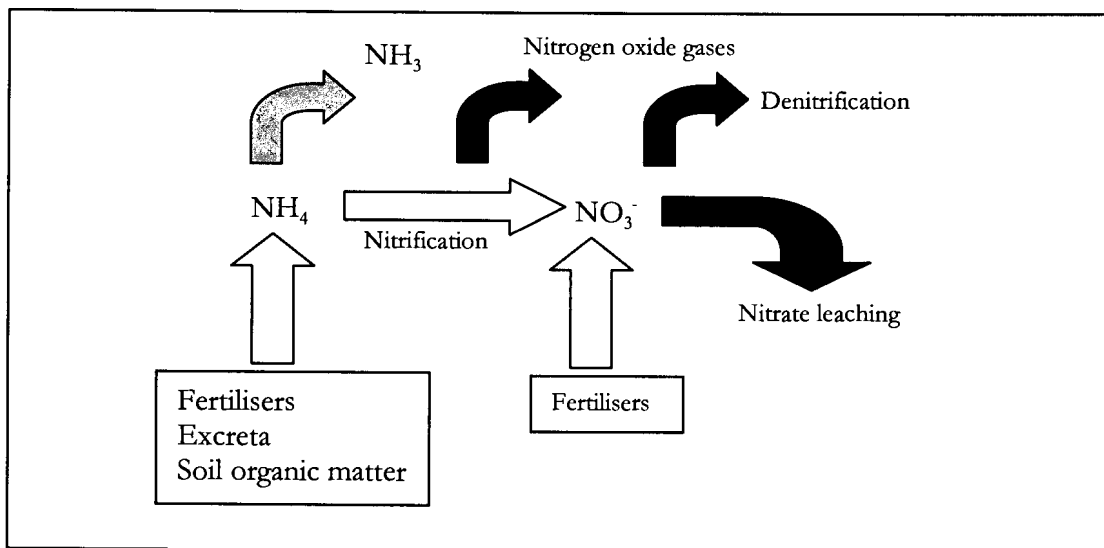 NH₃
Nitrogen oxide gases
Denitrification
NH₄
NO₃⁻
Nitrification
Nitrate leaching
Fertilisers
Excreta
Soil organic matter
Fertilisers